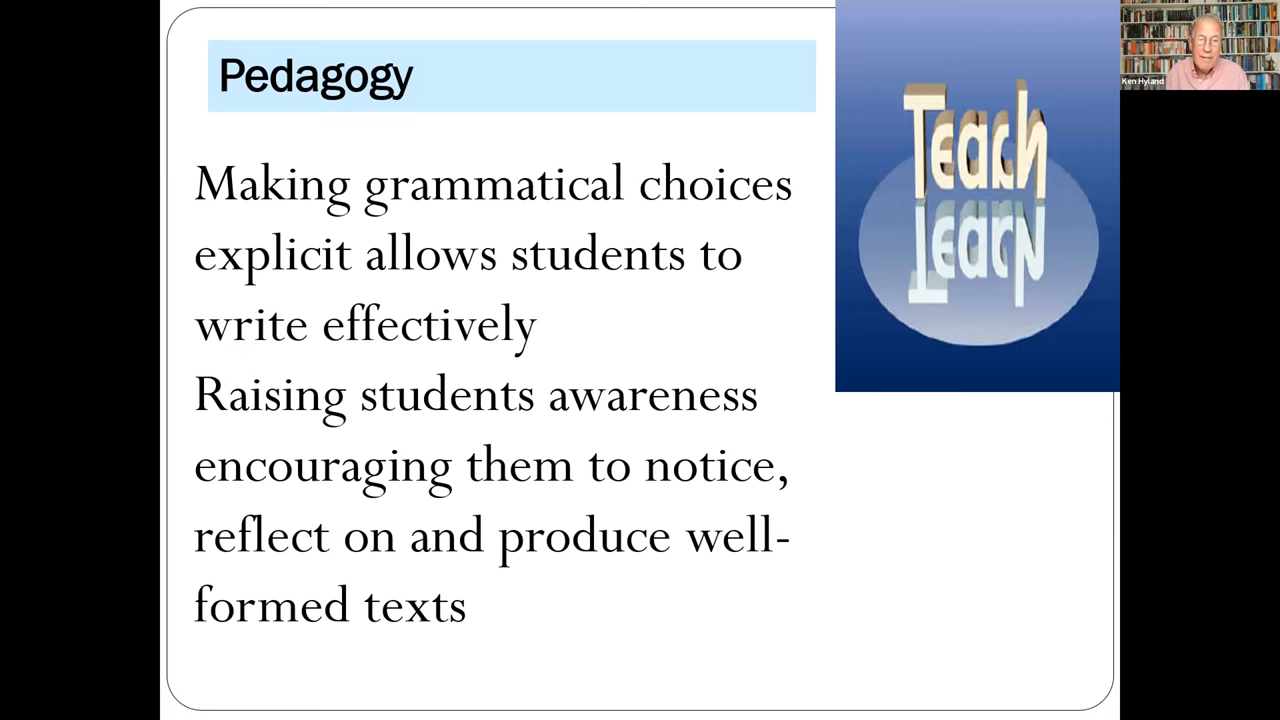 Pedagogy
Making grammatical choices
explicit allows students to
write effectively
Raising students awareness
encouraging them to notice,
reflect on and produce well-
formed texts
Teach
Learn
Ken Hyland